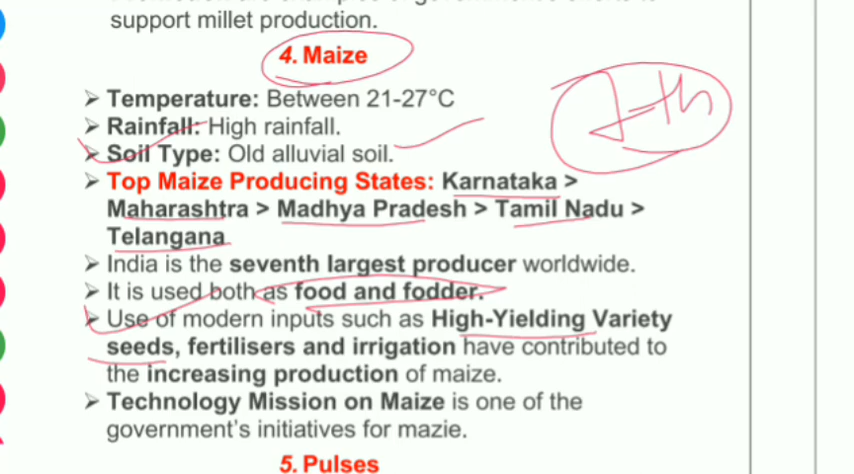 support millet production.
4. Maize
➢ Temperature: Between 21-27°C
➢ Rainfall: High rainfall.
➢ Soil Type: Old alluvial soil.
➢ Top Maize Producing States: Karnataka >
Maharashtra > Madhya Pradesh > Tamil Nadu >
Telangana
➢ India is the seventh largest producer worldwide.
➢ It is used both as food and fodder.
➢ Use of modern inputs such as High-Yielding Variety
seeds, fertilisers and irrigation have contributed to
the increasing production of maize.
➢ Technology Mission on Maize is one of the
government's initiatives for mazie.
5. Pulses
7-th